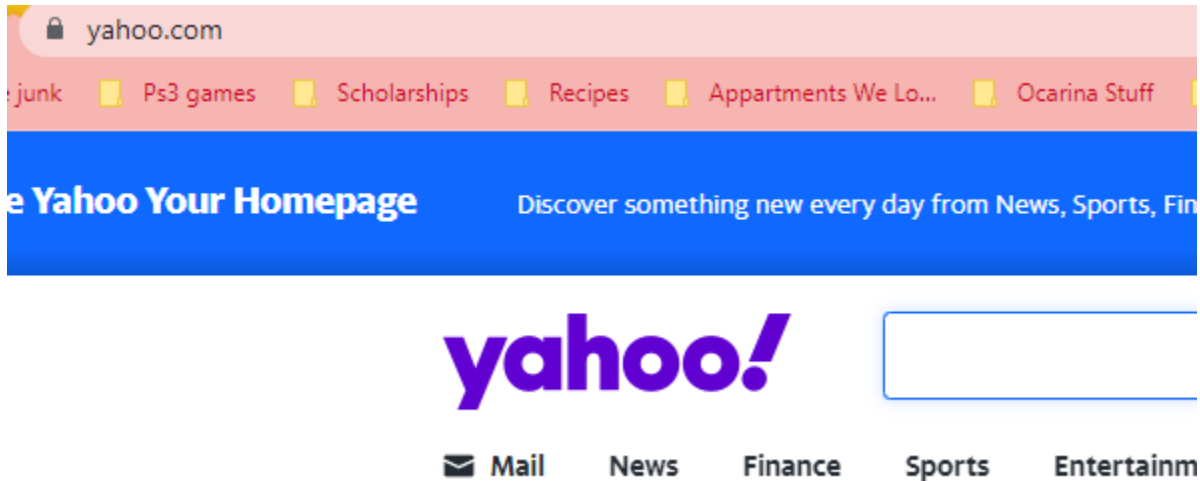 yahoo.com
junk Ps3 games Scholarships Recipes Appartments We Lo... Ocarina Stuff
Yahoo Your Homepage Discover something new every day from News, Sports,
yahoo!
Mail News Finance Sports